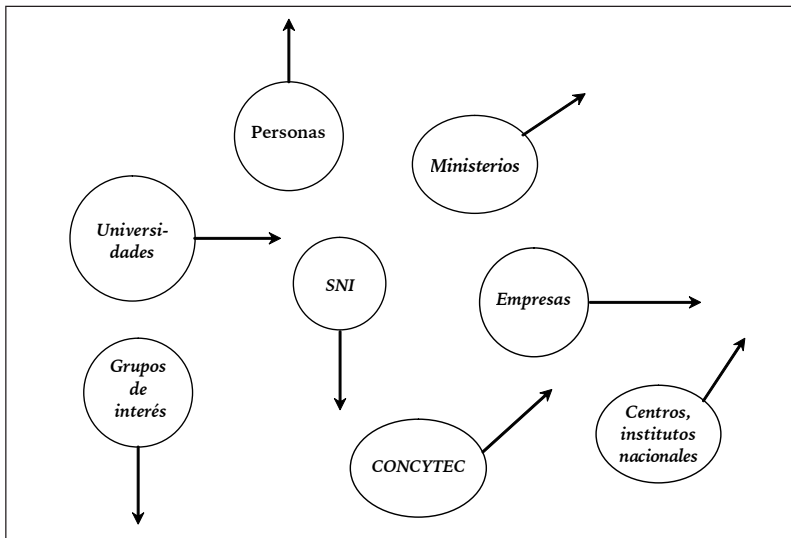 Personas
Ministerios
Universi-
dades
SNI
Empresas
Grupos
de
interés
Centros,
institutos
nacionales
CONCYTEC